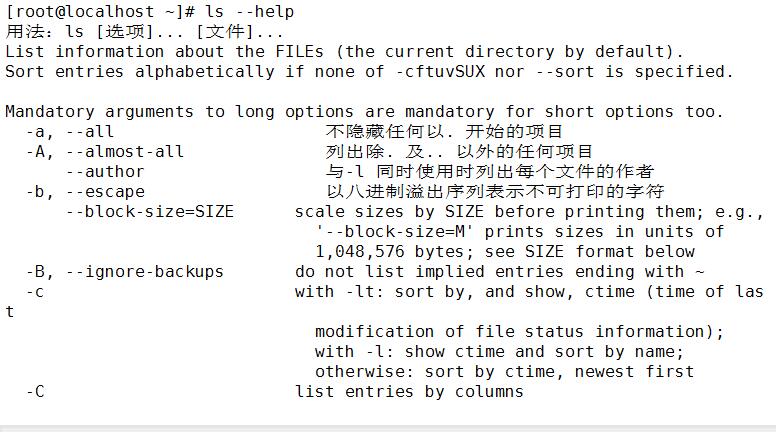 [root@localhost ~]# ls --help
用法：ls [选项]... [文件]...
List information about the FILEs (the current directory by default).
Sort entries alphabetically if none of -cftuvSUX nor --sort is specified.

Mandatory arguments to long options are mandatory for short options too.
  -a, --all                     不隐藏任何以. 开始的项目
  -A, --almost-all              列出除. 及.. 以外的任何项目
      --author                  与-l 同时使用时列出每个文件的作者
  -b, --escape                  以八进制溢出序列表示不可打印的字符
      --block-size=SIZE      scale sizes by SIZE before printing them; e.g.,
                               '--block-size=M' prints sizes in units of
                               1,048,576 bytes; see SIZE format below
  -B, --ignore-backups       do not list implied entries ending with ~
  -c                         with -lt: sort by, and show, ctime (time of las
t
                               modification of file status information);
                               with -l: show ctime and sort by name;
                               otherwise: sort by ctime, newest first
  -C                         list entries by columns